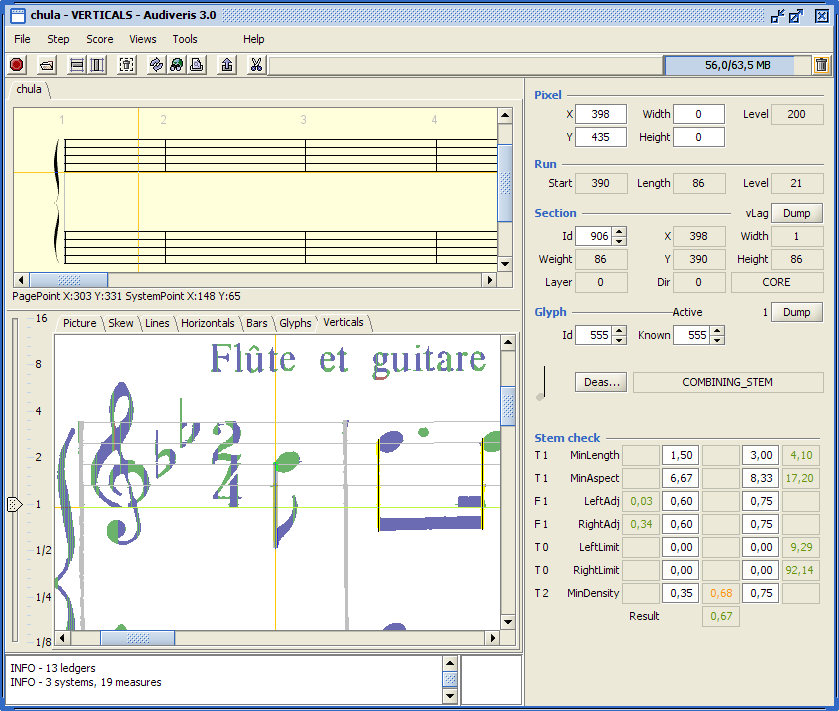 chula - VERTICALS - Audiveris 3.0
File Step Score Views Tools Help
56,0/63,5 MB
chula
1 2 3 4
PagePoint X:303 Y:331 SystemPoint X:148 Y:65
16
8
4
2
1
1/2
1/4
1/8
Picture Skew Lines Horizontals Bars Glyphs Verticals
Flûte et guitare
2
4
INFO - 13 ledgers
INFO - 3 systems, 19 measures
Pixel
X 398 Width 0 Level 200
Y 435 Height 0
Run
Start 390 Length 86 Level 21
Section vLag Dump
Id 906 X 398 Width 1
Weight 86 Y 390 Height 86
Layer 0 Dir 0 CORE
Glyph Active 1 Dump
Id 555 Known 555
Deas... COMBINING_STEM
Stem check
T 1 MinLength 1,50 3,00 4,10
T 1 MinAspect 6,67 8,33 17,20
F 1 LeftAdj 0,03 0,60 0,75
F 1 RightAdj 0,34 0,60 0,75
T 0 LeftLimit 0,00 0,00 9,29
T 0 RightLimit 0,00 0,00 92,14
T 2 MinDensity 0,35 0,68 0,75
Result 0,67